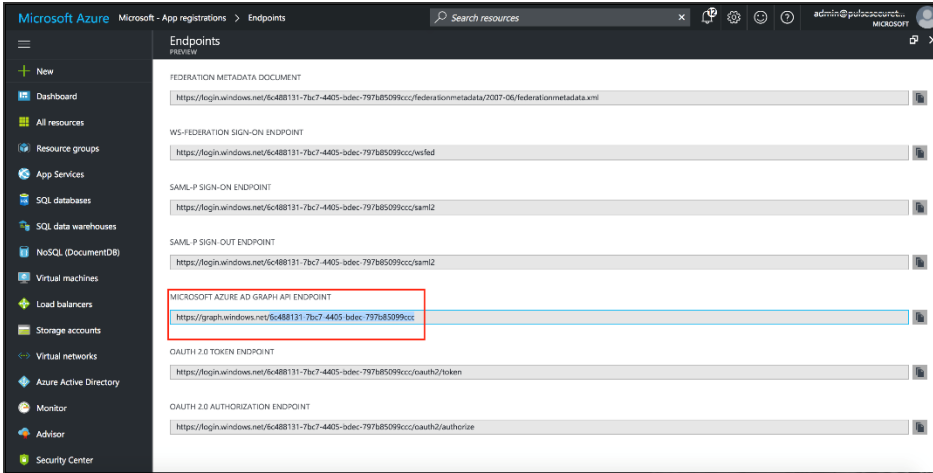 Microsoft Azure Microsoft - App registrations > Endpoints
Search resources
12
admin@pulsesecuret...
MICROSOFT
Endpoints
PREVIEW
New
Dashboard
All resources
Resource groups
App Services
SQL databases
SQL data warehouses
NoSQL (DocumentDB)
Virtual machines
Load balancers
Storage accounts
Virtual networks
Azure Active Directory
Monitor
Advisor
Security Center
FEDERATION METADATA DOCUMENT
https://login.windows.net/6c488131-7bc7-4405-bdec-797b85099ccc/federationmetadata/2007-06/federationmetadata.xml
WS-FEDERATION SIGN-ON ENDPOINT
https://login.windows.net/6c488131-7bc7-4405-bdec-797b85099ccc/wsfed
SAML-P SIGN-ON ENDPOINT
https://login.windows.net/6c488131-7bc7-4405-bdec-797b85099ccc/saml2
SAML-P SIGN-OUT ENDPOINT
https://login.windows.net/6c488131-7bc7-4405-bdec-797b85099ccc/saml2
MICROSOFT AZURE AD GRAPH API ENDPOINT
https://graph.windows.net/6c488131-7bc7-4405-bdec-797b85099ccc
OAUTH 2.0 TOKEN ENDPOINT
https://login.windows.net/6c488131-7bc7-4405-bdec-797b85099ccc/oauth2/token
OAUTH 2.0 AUTHORIZATION ENDPOINT
https://login.windows.net/6c488131-7bc7-4405-bdec-797b85099ccc/oauth2/authorize